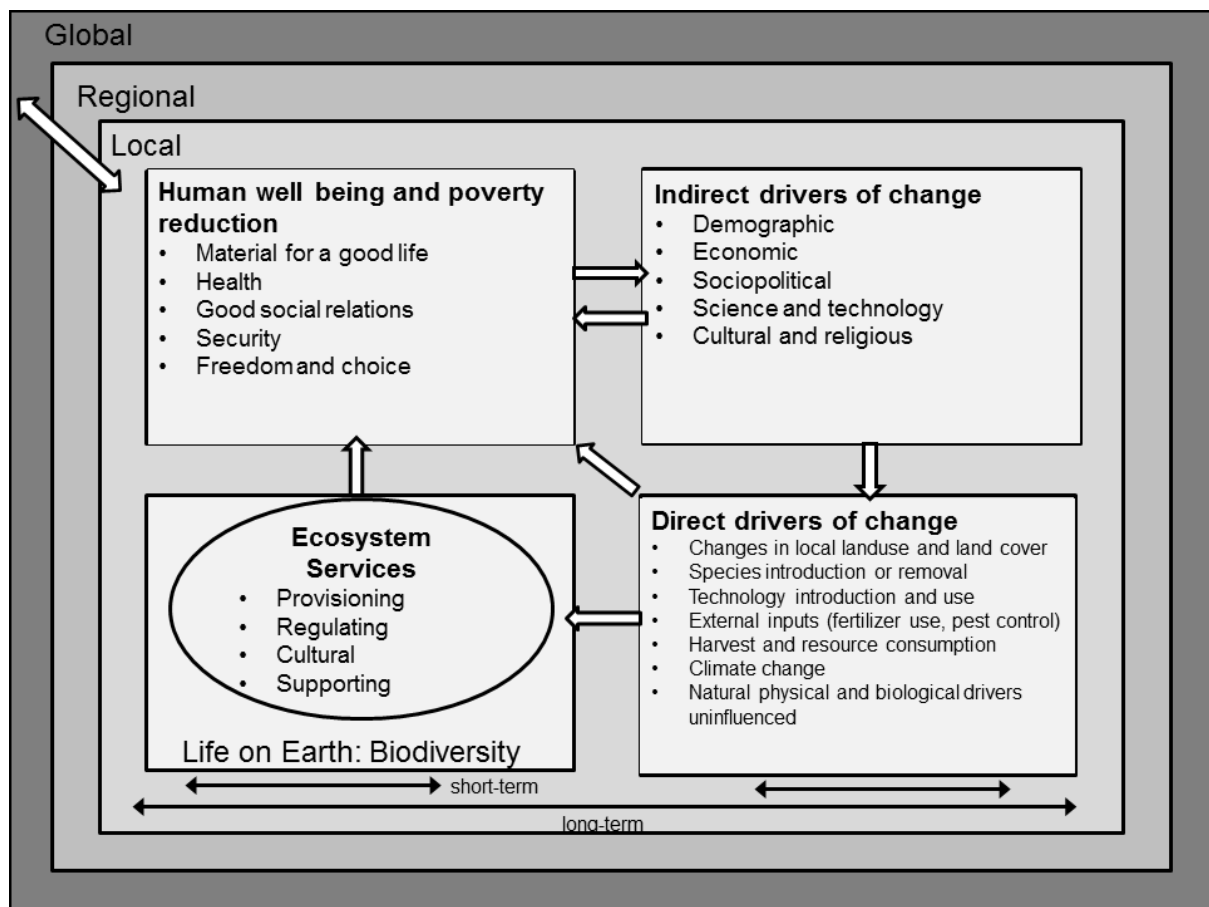 Global
Regional
Local
Human well being and poverty
reduction
• Material for a good life
• Health
• Good social relations
• Security
• Freedom and choice
Indirect drivers of change
• Demographic
• Economic
• Sociopolitical
• Science and technology
• Cultural and religious
Ecosystem
Services
• Provisioning
• Regulating
• Cultural
• Supporting
Life on Earth: Biodiversity
Direct drivers of change
• Changes in local landuse and land cover
• Species introduction or removal
• Technology introduction and use
• External inputs (fertilizer use, pest control)
• Harvest and resource consumption
• Climate change
• Natural physical and biological drivers
uninfluenced
short-term
long-term